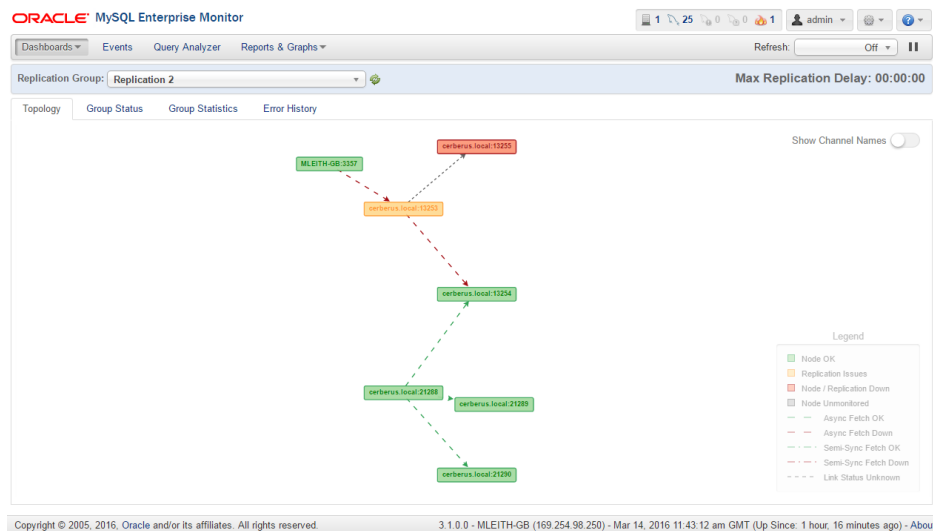 ORACLE MySQL Enterprise Monitor
1 25 0 0 1 admin
Dashboards Events Query Analyzer Reports & Graphs Refresh: Off
Replication Group: Replication 2 Max Replication Delay: 00:00:00
Topology Group Status Group Statistics Error History
Show Channel Names
cerberus.local:13255
MLEITH-GB:3357
cerberus.local:13253
cerberus.local:13254
cerberus.local:21288
cerberus.local:21289
cerberus.local:21290
Legend
Node OK
Replication Issues
Node / Replication Down
Node Unmonitored
Async Fetch OK
Async Fetch Down
Semi-Sync Fetch OK
Semi-Sync Fetch Down
Link Status Unknown
Copyright © 2005, 2016, Oracle and/or its affiliates. All rights reserved. 3.1.0.0 - MLEITH-GB (169.254.98.250) - Mar 14, 2016 11:43:12 am GMT (Up Since: 1 hour, 16 minutes ago) - Abou